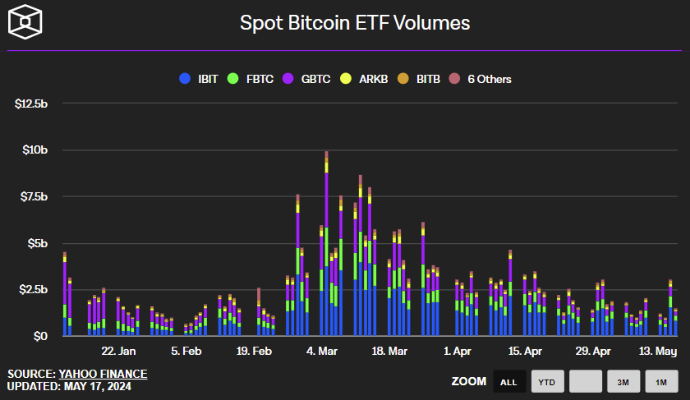 Spot Bitcoin ETF Volumes
IBIT FBTC GBTC ARKB BITB 6 Others
$12.5b
$10b
$7.5b
$5b
$2.5b
$0
22. Jan 5. Feb 19. Feb 4. Mar 18. Mar 1. Apr 15. Apr 29. Apr 13. May
SOURCE: YAHOO FINANCE
UPDATED: MAY 17, 2024
ZOOM ALL YTD 3M 1M